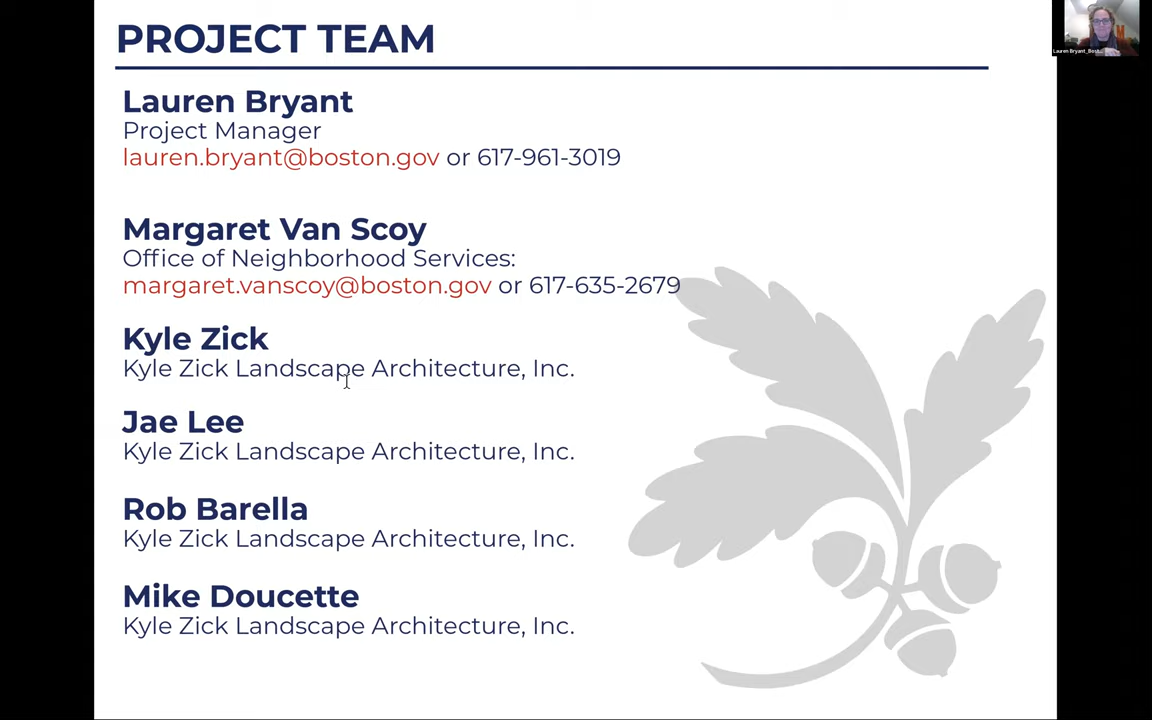 PROJECT TEAM
Lauren Bryant
Project Manager
lauren.bryant@boston.gov or 617-961-3019
Margaret Van Scoy
Office of Neighborhood Services:
margaret.vanscoy@boston.gov or 617-635-2679
Kyle Zick
Kyle Zick Landscape Architecture, Inc.
Jae Lee
Kyle Zick Landscape Architecture, Inc.
Rob Barella
Kyle Zick Landscape Architecture, Inc.
Mike Doucette
Kyle Zick Landscape Architecture, Inc.
Lauren Bryant_Bost...